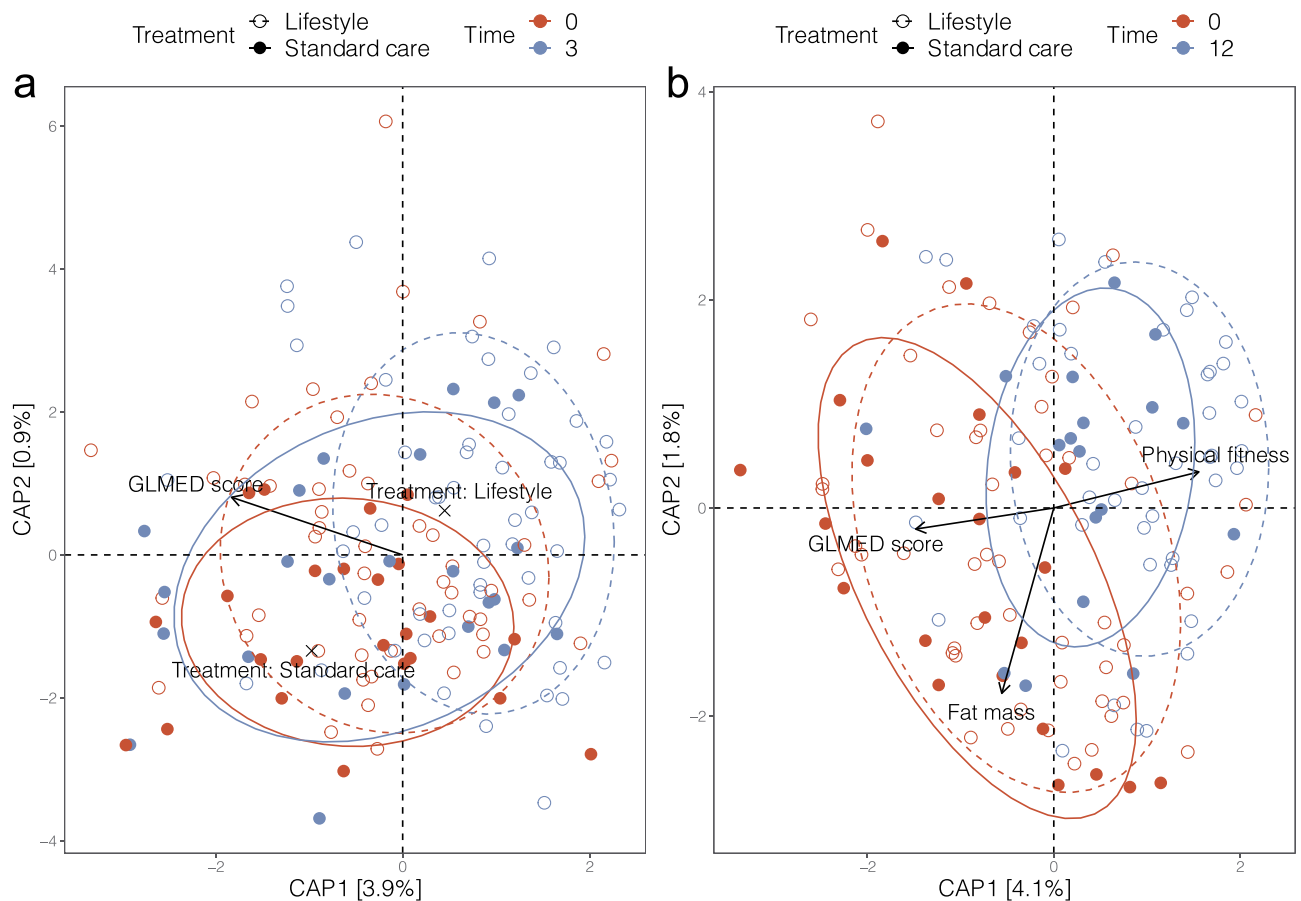 Treatment
Lifestyle
Standard care
Time
0
3
Treatment
Lifestyle
Standard care
Time
0
12
a
6
4
2
0
−2
−4
CAP2 [0.9%]
GLMED score
Treatment: Lifestyle
Treatment: Standard care
−2
0
2
CAP1 [3.9%]
b
4
2
0
−2
CAP2 [1.8%]
Physical fitness
GLMED score
Fat mass
−2
0
2
CAP1 [4.1%]